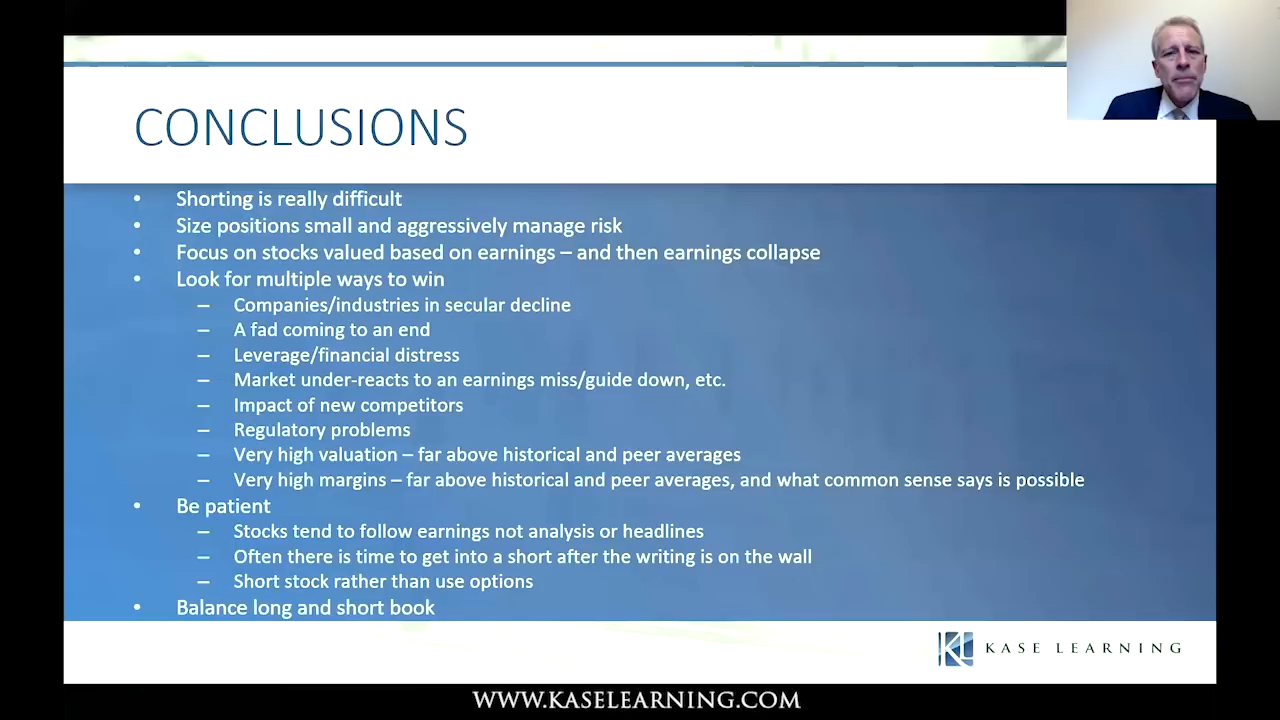 CONCLUSIONS
• Shorting is really difficult
• Size positions small and aggressively manage risk
• Focus on stocks valued based on earnings – and then earnings collapse
• Look for multiple ways to win
– Companies/industries in secular decline
– A fad coming to an end
– Leverage/financial distress
– Market under-reacts to an earnings miss/guide down, etc.
– Impact of new competitors
– Regulatory problems
– Very high valuation – far above historical and peer averages
– Very high margins – far above historical and peer averages, and what common sense says is possible
• Be patient
– Stocks tend to follow earnings not analysis or headlines
– Often there is time to get into a short after the writing is on the wall
– Short stock rather than use options
• Balance long and short book
KL KASE LEARNING
WWW.KASELEARNING.COM